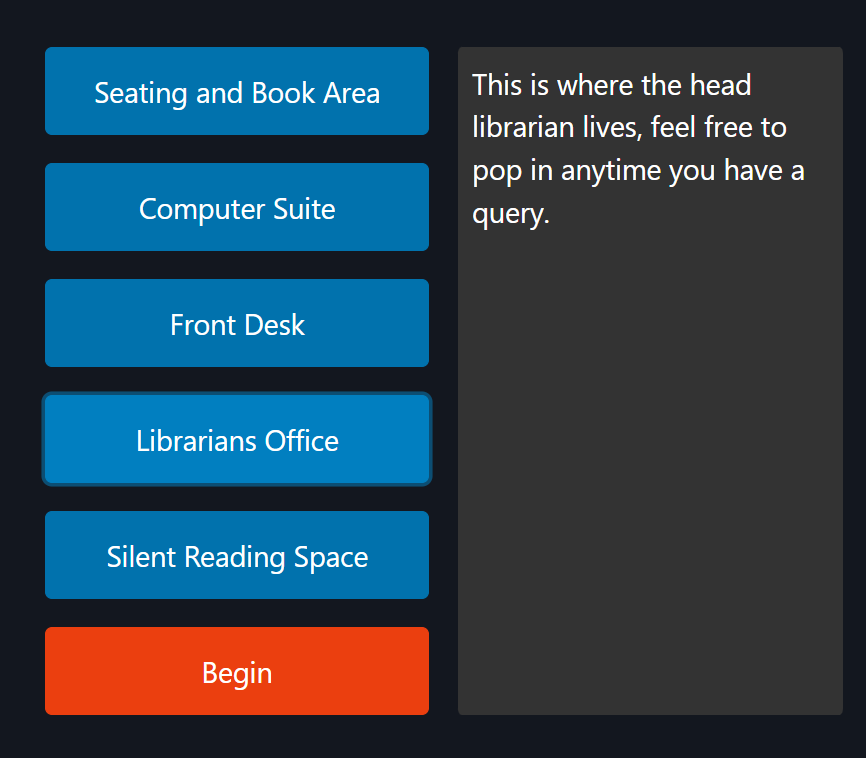 Seating and Book Area
Computer Suite
Front Desk
Librarians Office
Silent Reading Space
Begin
This is where the head
librarian lives, feel free to
pop in anytime you have a
query.